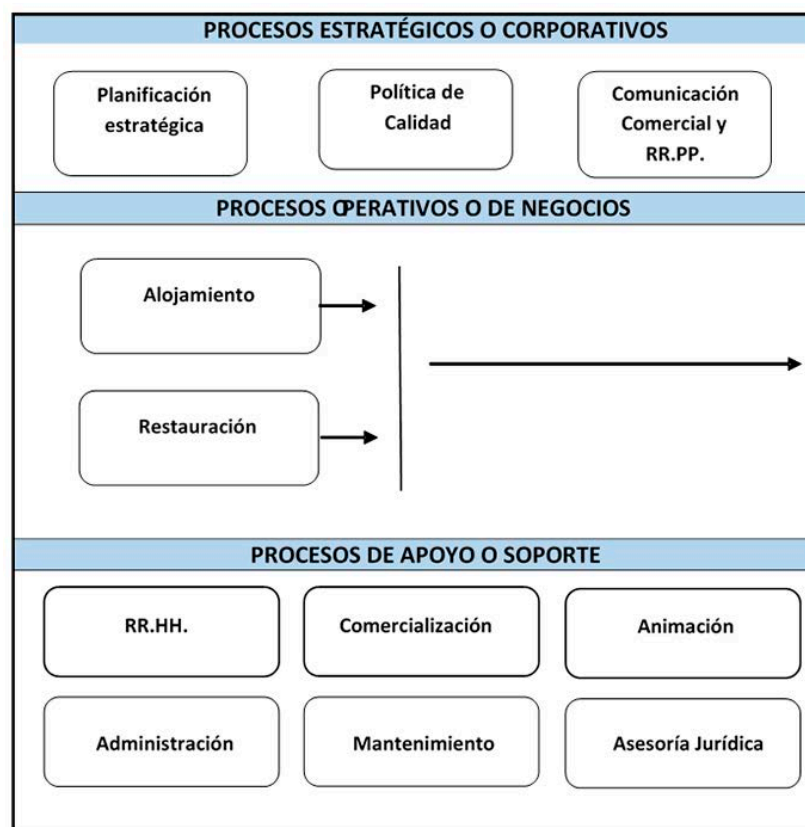 PROCESOS ESTRATÉGICOS O CORPORATIVOS
Planificación
estratégica
Política de
Calidad
Comunicación
Comercial y
RR.PP.
PROCESOS OPERATIVOS O DE NEGOCIOS
Alojamiento
Restauración
PROCESOS DE APOYO O SOPORTE
RR.HH.
Comercialización
Animación
Administración
Mantenimiento
Asesoría Jurídica